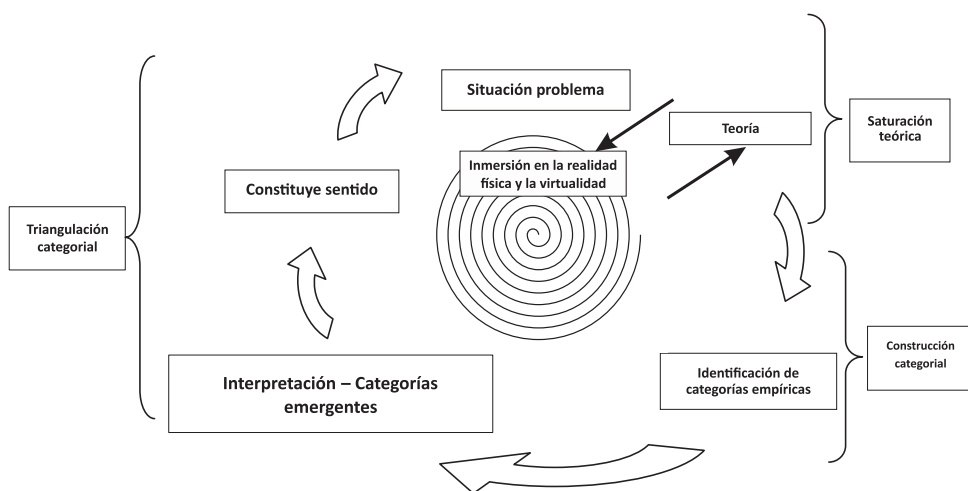 Situación problema
Teoría
Saturación
teórica
Inmersión en la realidad
física y la virtualidad
Constituye sentido
Triangulación
categorial
Construcción
categorial
Identificación de
categorías empíricas
Interpretación – Categorías
emergentes